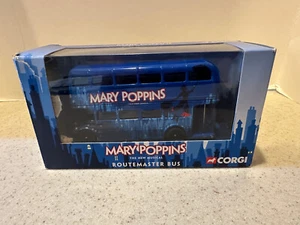 MARY POPPINS
MARY POPPINS
THE NEW MUSICAL
ROUTEMASTER BUS
CORGI